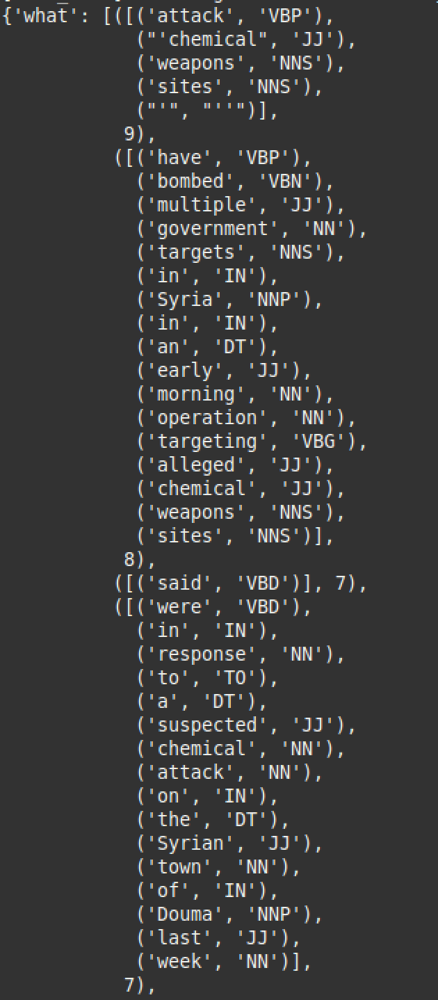 {'what': [([('attack', 'VBP'),
("'chemical", 'JJ'),
('weapons', 'NNS'),
('sites', 'NNS'),
("'", "''")],
9),
([('have', 'VBP'),
('bombed', 'VBN'),
('multiple', 'JJ'),
('government', 'NN'),
('targets', 'NNS'),
('in', 'IN'),
('Syria', 'NNP'),
('in', 'IN'),
('an', 'DT'),
('early', 'JJ'),
('morning', 'NN'),
('operation', 'NN'),
('targeting', 'VBG'),
('alleged', 'JJ'),
('chemical', 'JJ'),
('weapons', 'NNS'),
('sites', 'NNS')],
8),
([('said', 'VBD')], 7),
([('were', 'VBD'),
('in', 'IN'),
('response', 'NN'),
('to', 'TO'),
('a', 'DT'),
('suspected', 'JJ'),
('chemical', 'NN'),
('attack', 'NN'),
('on', 'IN'),
('the', 'DT'),
('Syrian', 'JJ'),
('town', 'NN'),
('of', 'IN'),
('Douma', 'NNP'),
('last', 'JJ'),
('week', 'NN')],
7),